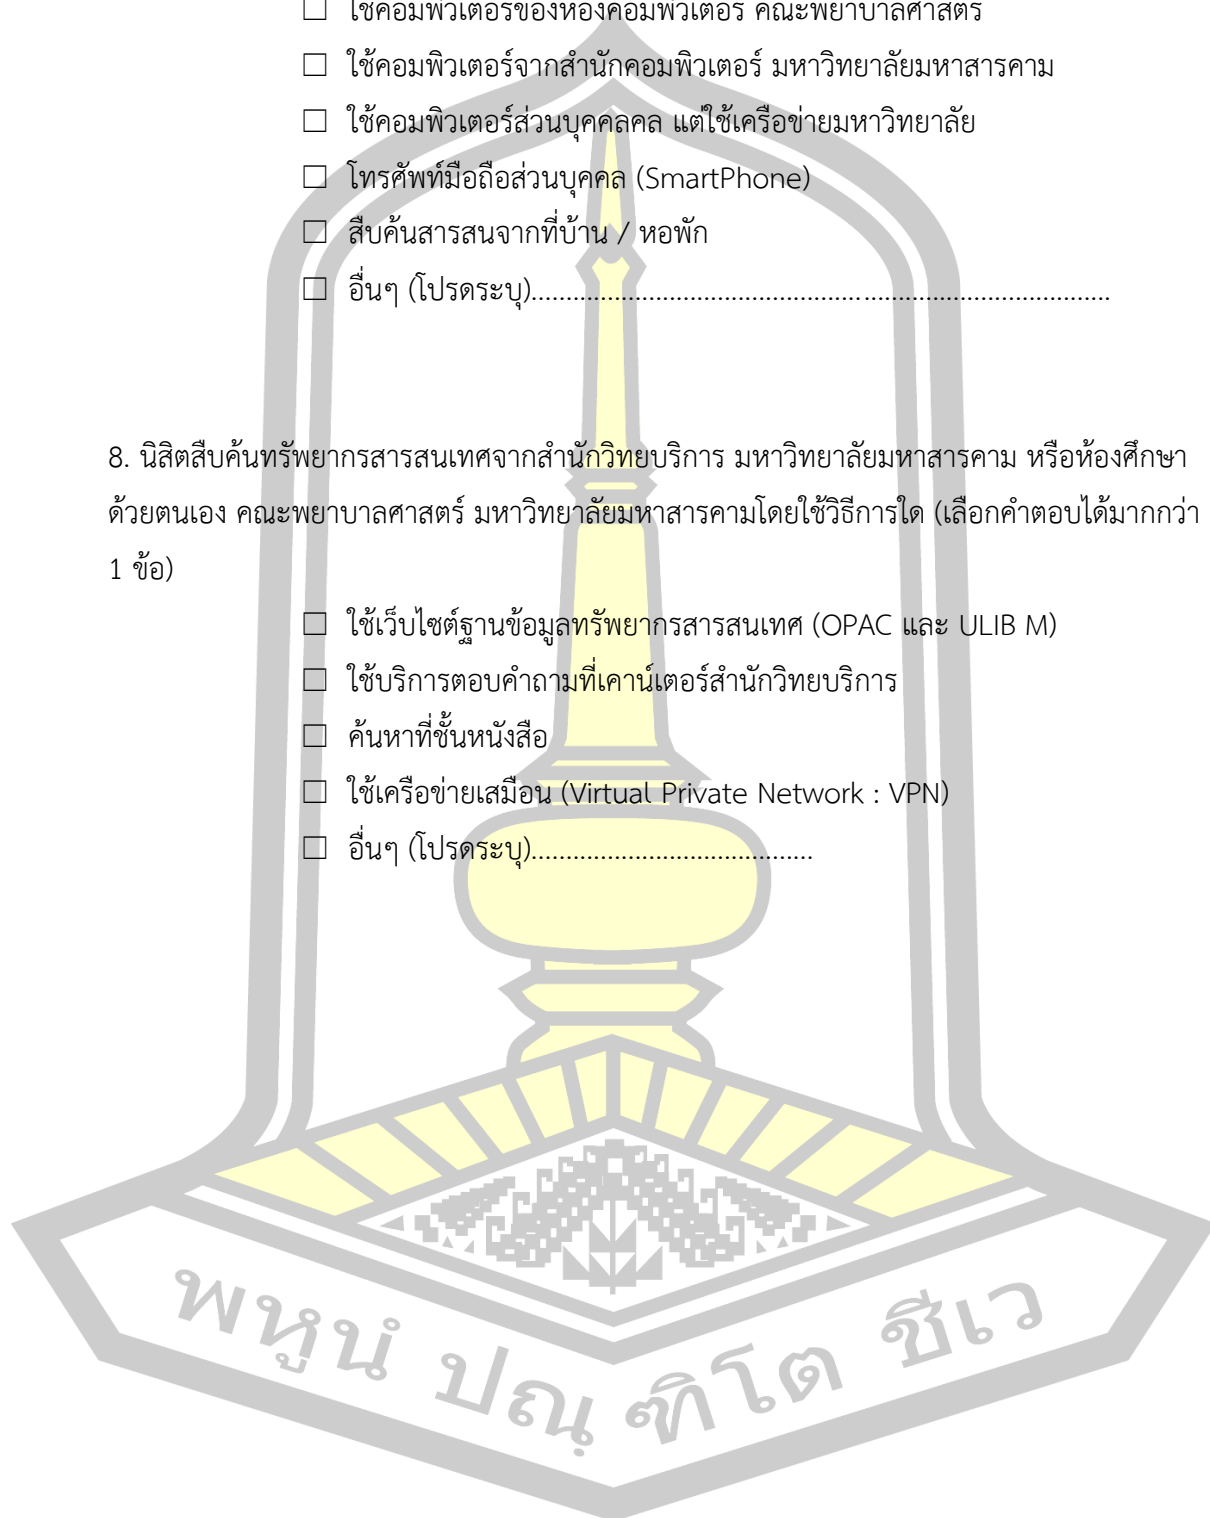 ☐ ใช้คอมพิวเตอร์ของห้องคอมพิวเตอร์ คณะพยาบาลศาสตร์
☐ ใช้คอมพิวเตอร์จากสำนักคอมพิวเตอร์ มหาวิทยาลัยมหาสารคาม
☐ ใช้คอมพิวเตอร์ส่วนบุคคลคล แต่ใช้เครือข่ายมหาวิทยาลัย
☐ โทรศัพท์มือถือส่วนบุคคล (SmartPhone)
☐ สืบค้นสารสนจากที่บ้าน / หอพัก
☐ อื่นๆ (โปรดระบุ)...................................................................................
8. นิสิตสืบค้นทรัพยากรสารสนเทศจากสำนักวิทยบริการ มหาวิทยาลัยมหาสารคาม หรือห้องศึกษา
ด้วยตนเอง คณะพยาบาลศาสตร์ มหาวิทยาลัยมหาสารคามโดยใช้วิธีการใด (เลือกคำตอบได้มากกว่า
1 ข้อ)
☐ ใช้เว็บไซต์ฐานข้อมูลทรัพยากรสารสนเทศ (OPAC และ ULIB M)
☐ ใช้บริการตอบคำถามที่เคาน์เตอร์สำนักวิทยบริการ
☐ ค้นหาที่ชั้นหนังสือ
☐ ใช้เครือข่ายเสมือน (Virtual Private Network : VPN)
☐ อื่นๆ (โปรดระบุ)........................................
พหูนํ ปณฺฑิโต ชีเว